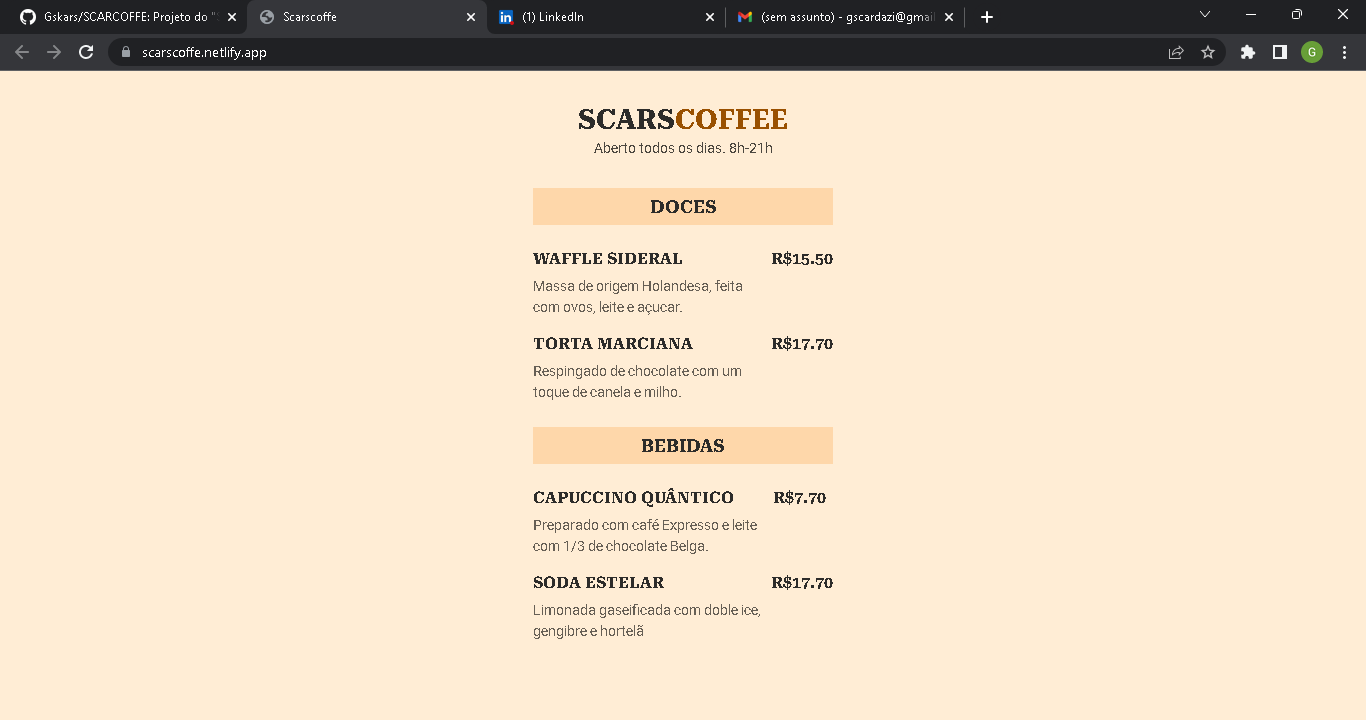 Gskars/SCARCOFFE: Projeto do "S
Scarscoffe
(1) LinkedIn
(sem assunto) - gscardazi@gmail
scarscoffe.netlify.app
G
SCARSCOFFEE
Aberto todos os dias. 8h-21h
DOCES
WAFFLE SIDERAL R$15.50
Massa de origem Holandesa, feita
com ovos, leite e açucar.
TORTA MARCIANA R$17.70
Respingado de chocolate com um
toque de canela e milho.
BEBIDAS
CAPUCCINO QUÂNTICO R$7.70
Preparado com café Expresso e leite
com 1/3 de chocolate Belga.
SODA ESTELAR R$17.70
Limonada gaseificada com doble ice,
gengibre e hortelã